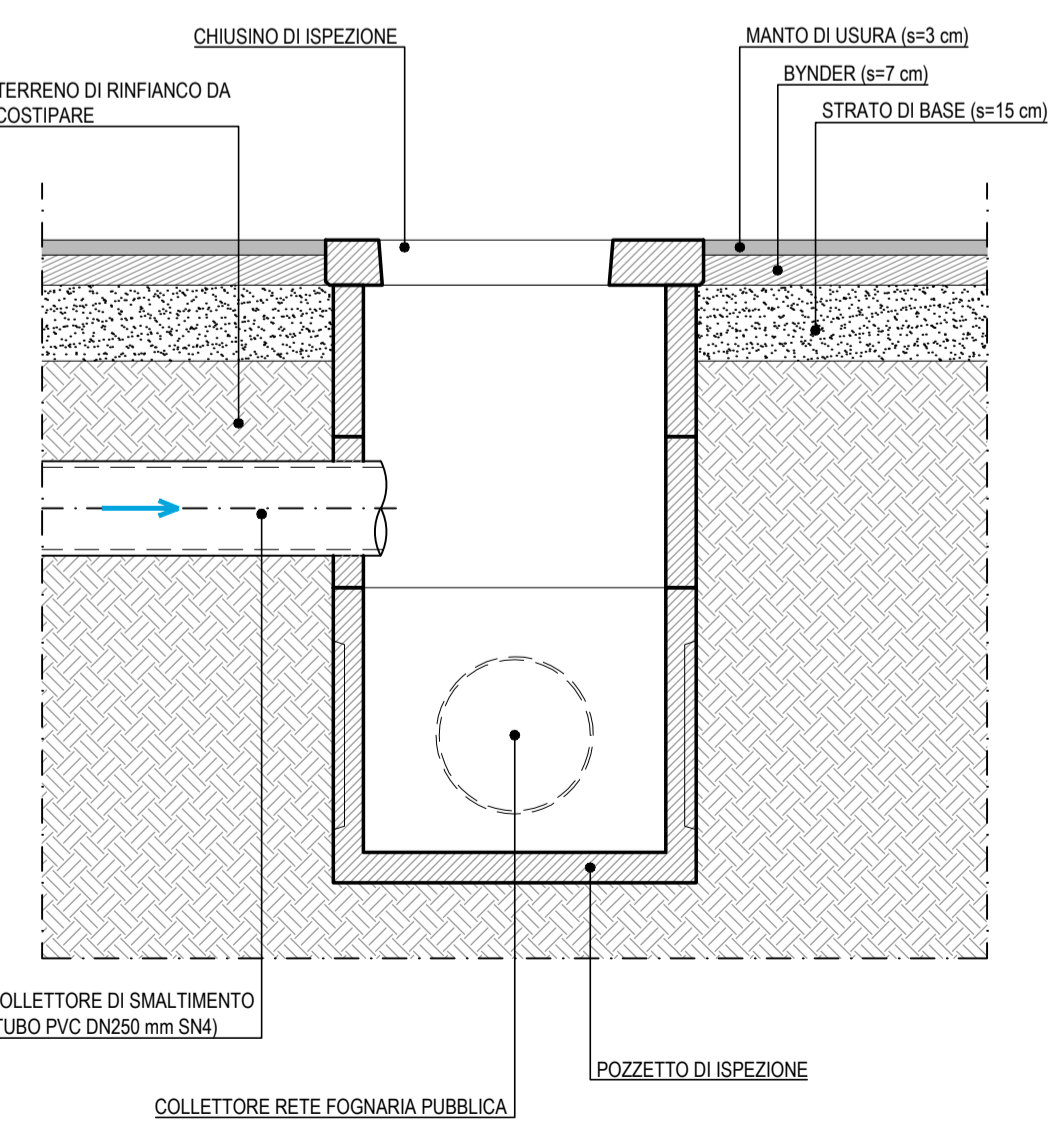 CHIUSINO DI ISPEZIONE
MANTO DI USURA (s=3 cm)
BYNDER (s=7 cm)
TERRENO DI RINFIANCO DA
COSTIPARE
STRATO DI BASE (s=15 cm)
OLLETTORE DI SMALTIMENTO
TUBO PVC DN250 mm SN4)
POZZETTO DI ISPEZIONE
COLLETTORE RETE FOGNARIA PUBBLICA